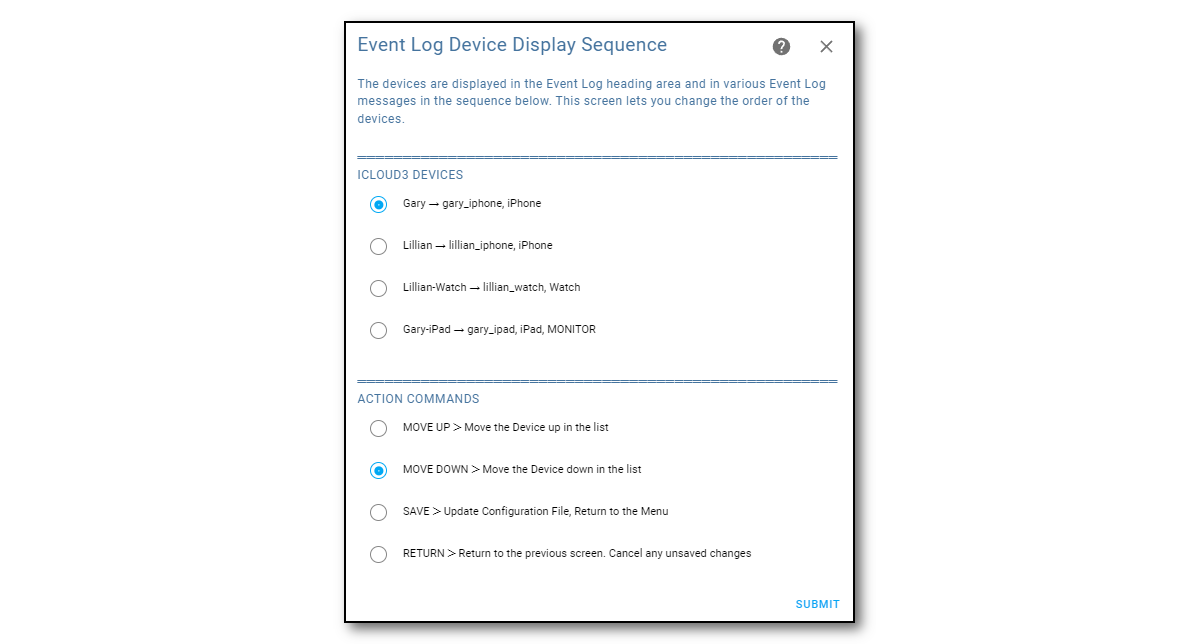 Event Log Device Display Sequence
The devices are displayed in the Event Log heading area and in various Event Log
messages in the sequence below. This screen lets you change the order of the
devices.
ICLOUD3 DEVICES
Gary → gary_iphone, iPhone
Lillian → lillian_iphone, iPhone
Lillian-Watch → lillian_watch, Watch
Gary-iPad → gary_ipad, iPad, MONITOR
ACTION COMMANDS
MOVE UP > Move the Device up in the list
MOVE DOWN > Move the Device down in the list
SAVE > Update Configuration File, Return to the Menu
RETURN > Return to the previous screen. Cancel any unsaved changes
SUBMIT